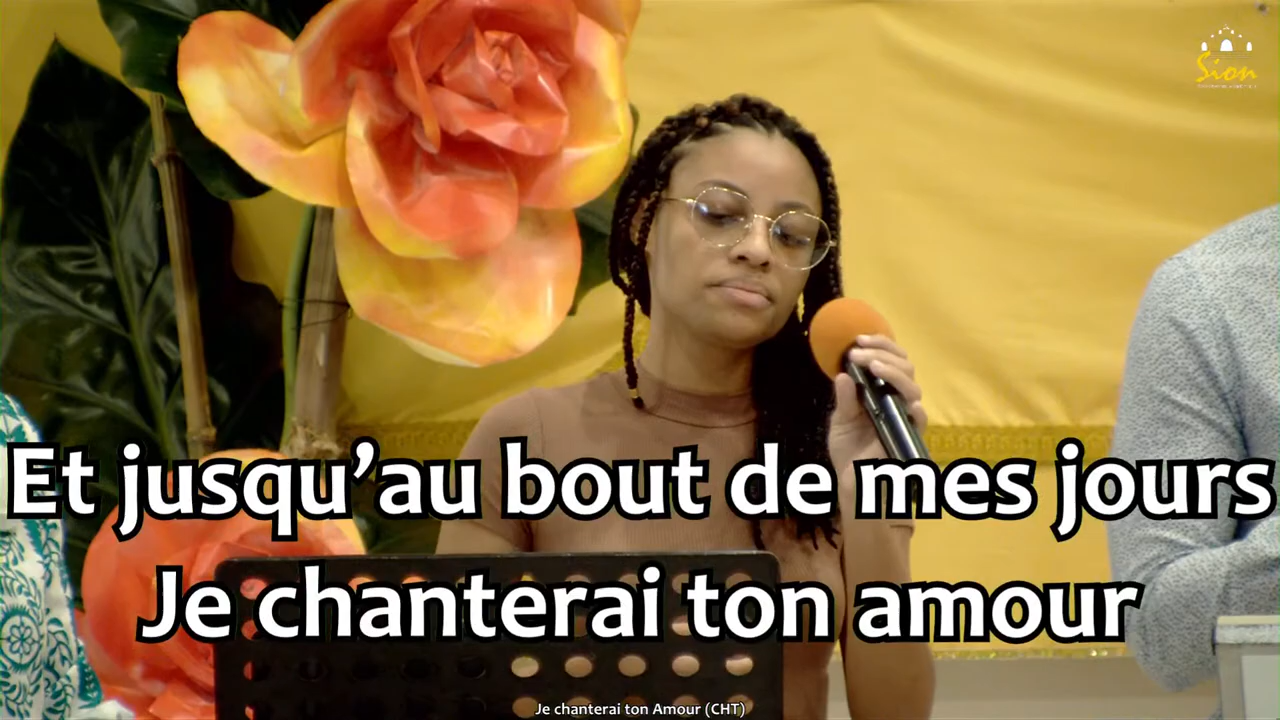 Sion
Et jusqu’au bout de mes jours
Je chanterai ton amour
Je chanterai ton Amour (CHT)